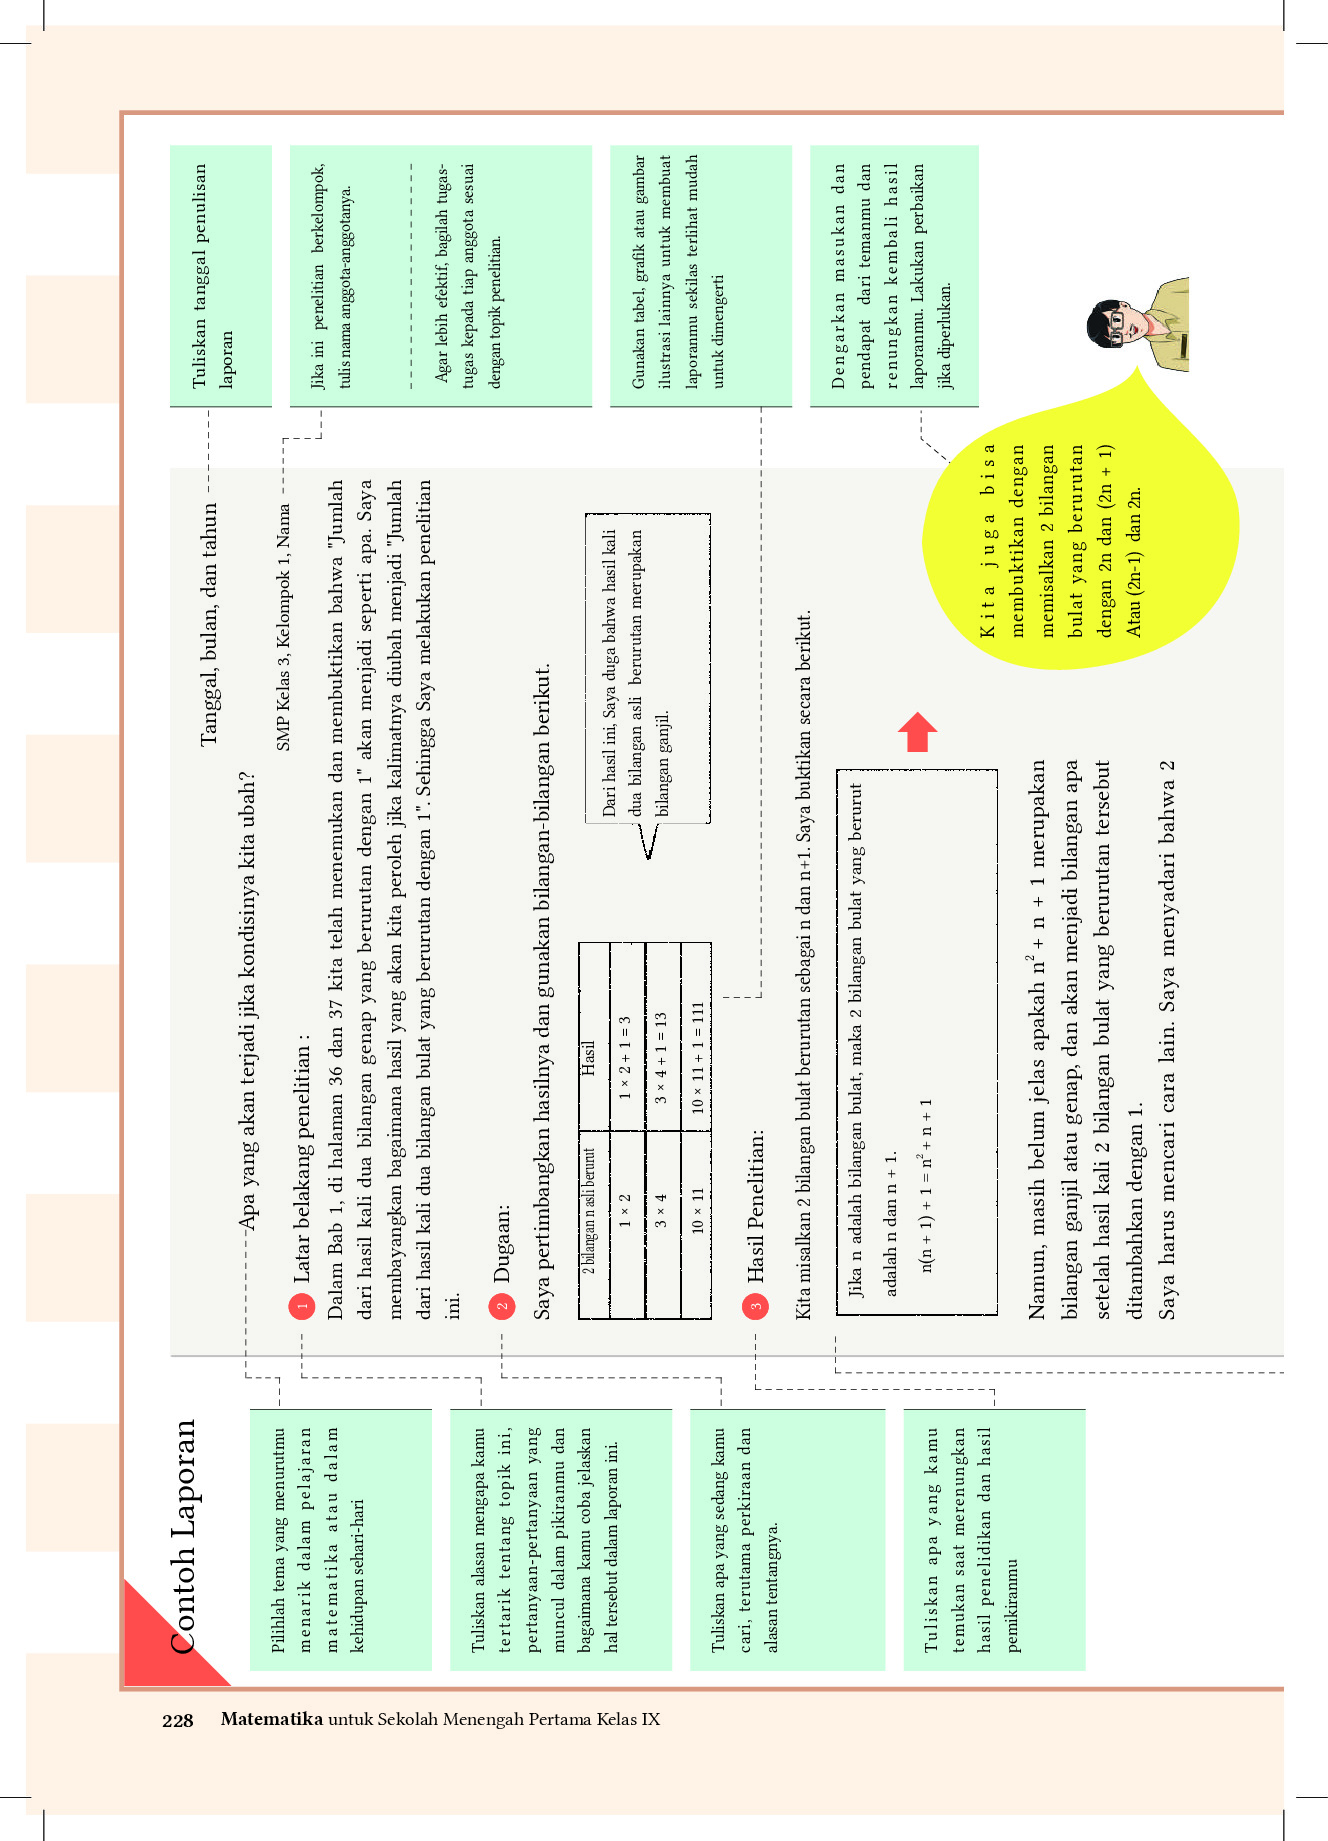 Contoh Laporan
Pilihlah tema yang menurutmu
menarik dalam pelajaran
matematika atau dalam
kehidupan sehari-hari
Tuliskan alasan mengapa kamu
tertarik tentang topik ini,
pertanyaan-pertanyaan yang
muncul dalam pikiranmu dan
bagaimana kamu coba jelaskan
hal tersebut dalam laporan ini.
Tuliskan apa yang sedang kamu
cari, terutama perkiraan dan
alasan tentangnya.
Tuliskan apa yang kamu
temukan saat merenungkan
hasil penelidikan dan hasil
pemikiranmu
Tanggal, bulan, dan tahun
Apa yang akan terjadi jika kondisinya kita ubah?
SMP Kelas 3, Kelompok 1, Nama
1 Latar belakang penelitian :
Dalam Bab 1, di halaman 36 dan 37 kita telah menemukan dan membuktikan bahwa "Jumlah
dari hasil kali dua bilangan genap yang berurutan dengan 1" akan menjadi seperti apa. Saya
membayangkan bagaimana hasil yang akan kita peroleh jika kalimatnya diubah menjadi "Jumlah
dari hasil kali dua bilangan bulat yang berurutan dengan 1". Sehingga Saya melakukan penelitian
ini.
2 Dugaan:
Saya pertimbangkan hasilnya dan gunakan bilangan-bilangan berikut.
2 bilangan n asli berurut Hasil
1 × 2 1 × 2 + 1 = 3
3 × 4 3 × 4 + 1 = 13
10 × 11 10 × 11 + 1 = 111
Dari hasil ini, Saya duga bahwa hasil kali
dua bilangan asli berurutan merupakan
bilangan ganjil.
3 Hasil Penelitian:
Kita misalkan 2 bilangan bulat berurutan sebagai n dan n+1. Saya buktikan secara berikut.
Jika n adalah bilangan bulat, maka 2 bilangan bulat yang berurut
adalah n dan n + 1.
n(n + 1) + 1 = n² + n + 1
Namun, masih belum jelas apakah n² + n + 1 merupakan
bilangan ganjil atau genap, dan akan menjadi bilangan apa
setelah hasil kali 2 bilangan bulat yang berurutan tersebut
ditambahkan dengan 1.
Saya harus mencari cara lain. Saya menyadari bahwa 2
Kita juga bisa
membuktikan dengan
memisalkan 2 bilangan
bulat yang berurutan
dengan 2n dan (2n + 1)
Atau (2n-1) dan 2n.
Tuliskan tanggal penulisan
laporan
Jika ini penelitian berkelompok,
tulis nama anggota-anggotanya.
Agar lebih efektif, bagilah tugas-
tugas kepada tiap anggota sesuai
dengan topik penelitian.
Gunakan tabel, grafik atau gambar
ilustrasi lainnya untuk membuat
laporanmu sekilas terlihat mudah
untuk dimengerti
Dengarkan masukan dan
pendapat dari temanmu dan
renungkan kembali hasil
laporanmu. Lakukan perbaikan
jika diperlukan.
228 Matematika untuk Sekolah Menengah Pertama Kelas IX